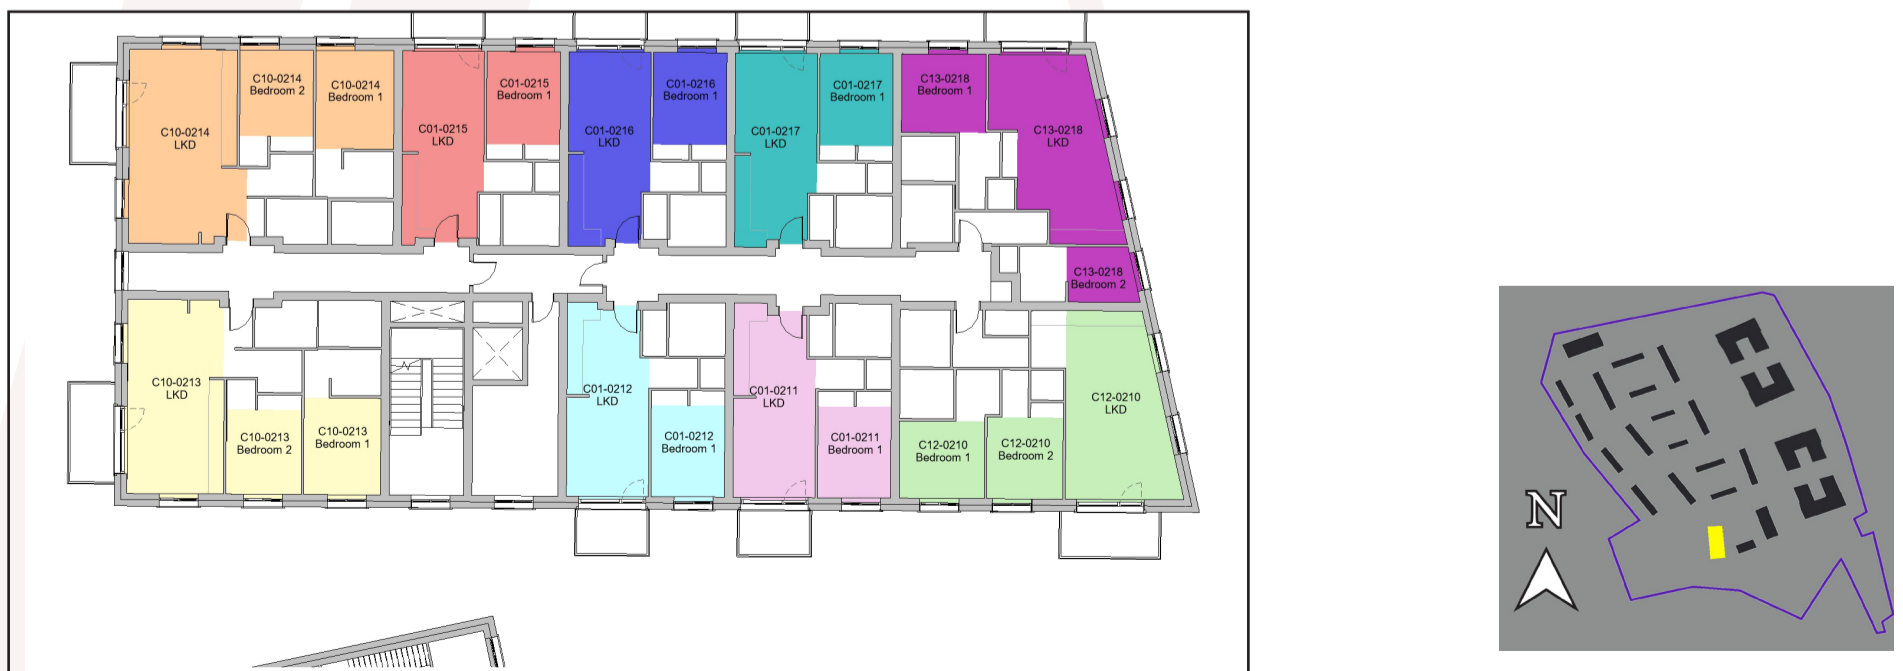 C10-0214
LKD
C10-0214
Bedroom 2
C10-0214
Bedroom 1
C01-0215
LKD
C01-0215
Bedroom 1
C01-0216
LKD
C01-0216
Bedroom 1
C01-0217
LKD
C01-0217
Bedroom 1
C13-0218
Bedroom 1
C13-0218
LKD
C13-0218
Bedroom 2
C10-0213
LKD
C10-0213
Bedroom 2
C10-0213
Bedroom 1
C01-0212
LKD
C01-0212
Bedroom 1
C01-0211
LKD
C01-0211
Bedroom 1
C12-0210
Bedroom 1
C12-0210
Bedroom 2
C12-0210
LKD
N